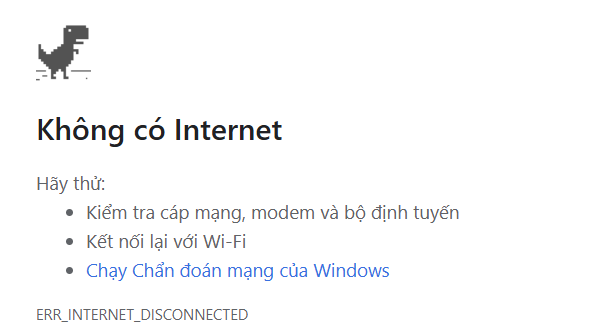 Không có Internet
Hãy thử:
Kiểm tra cáp mạng, modem và bộ định tuyến
Kết nối lại với Wi-Fi
Chạy Chẩn đoán mạng của Windows
ERR_INTERNET_DISCONNECTED